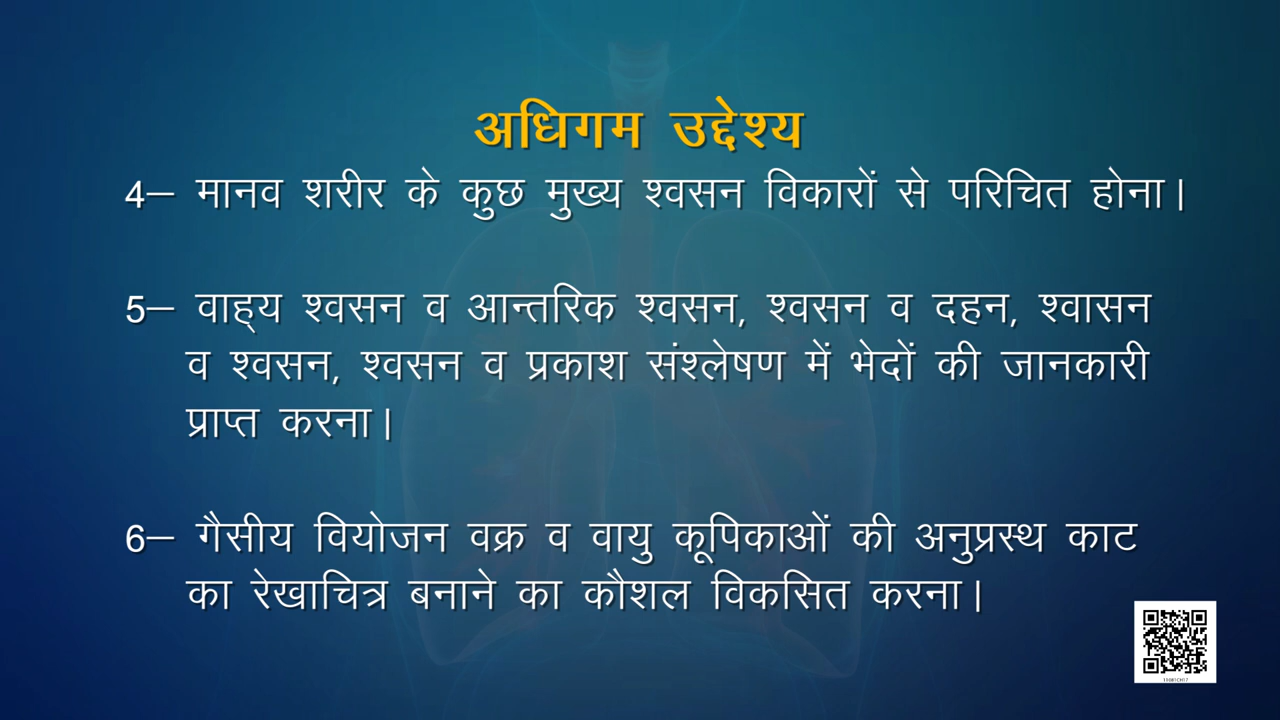 अधिगम उद्देश्य
4– मानव शरीर के कुछ मुख्य श्वसन विकारों से परिचित होना।
5– वाह्य श्वसन व आन्तरिक श्वसन, श्वसन व दहन, श्वासन
व श्वसन, श्वसन व प्रकाश संश्लेषण में भेदों की जानकारी
प्राप्त करना।
6– गैसीय वियोजन वक्र व वायु कूपिकाओं की अनुप्रस्थ काट
का रेखाचित्र बनाने का कौशल विकसित करना।